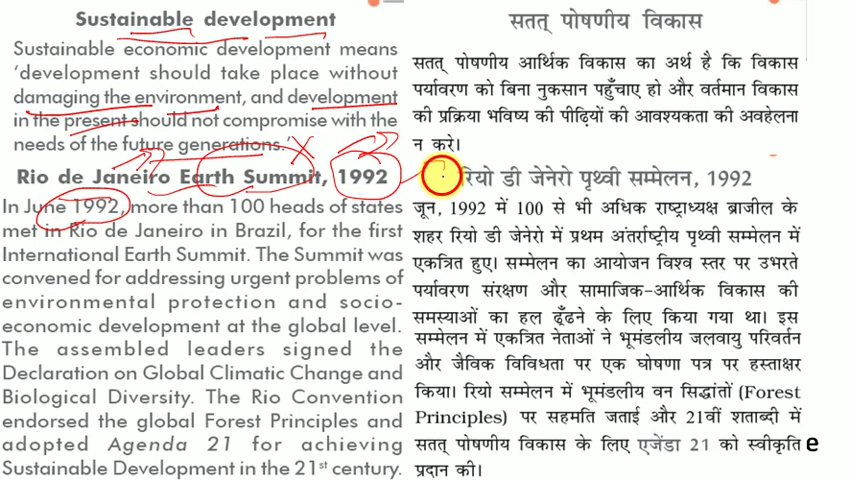 Sustainable development
Sustainable economic development means
'development should take place without
damaging the environment, and development
in the present should not compromise with the
needs of the future generations.'
Rio de Janeiro Earth Summit, 1992
In June 1992, more than 100 heads of states
met in Rio de Janeiro in Brazil, for the first
International Earth Summit. The Summit was
convened for addressing urgent problems of
environmental protection and socio-
economic development at the global level.
The assembled leaders signed the
Declaration on Global Climatic Change and
Biological Diversity. The Rio Convention
endorsed the global Forest Principles and
adopted Agenda 21 for achieving
Sustainable Development in the 21st century.
सतत् पोषणीय विकास
सतत् पोषणीय आर्थिक विकास का अर्थ है कि विकास
पर्यावरण को बिना नुकसान पहुँचाए हो और वर्तमान विकास
की प्रक्रिया भविष्य की पीढ़ियों की आवश्यकता की अवहेलना
न करे।
रियो डी जेनेरो पृथ्वी सम्मेलन, 1992
जून, 1992 में 100 से भी अधिक राष्ट्राध्यक्ष ब्राजील के
शहर रियो डी जेनेरो में प्रथम अंतर्राष्ट्रीय पृथ्वी सम्मेलन में
एकत्रित हुए। सम्मेलन का आयोजन विश्व स्तर पर उभरते
पर्यावरण संरक्षण और सामाजिक-आर्थिक विकास की
समस्याओं का हल ढूँढने के लिए किया गया था। इस
सम्मेलन में एकत्रित नेताओं ने भूमंडलीय जलवायु परिवर्तन
और जैविक विविधता पर एक घोषणा पत्र पर हस्ताक्षर
किया। रियो सम्मेलन में भूमंडलीय वन सिद्धांतों (Forest
Principles) पर सहमति जताई और 21वीं शताब्दी में
सतत् पोषणीय विकास के लिए एजेंडा 21 को स्वीकृति e
प्रदान की।